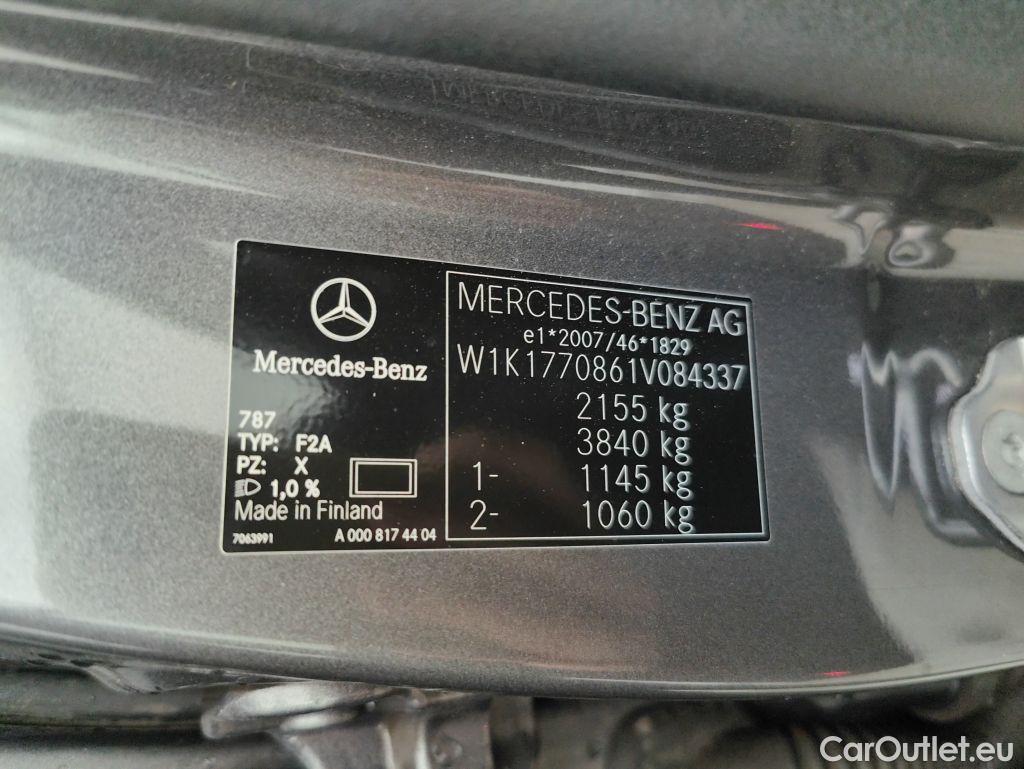 Mercedes-Benz
787
TYP: F2A
PZ: X
1,0 %
Made in Finland
7063991 A 000 817 44 04
MERCEDES-BENZ AG
e1*2007/46*1829
W1K1770861V084337
2155 kg
3840 kg
1- 1145 kg
2- 1060 kg
CarOutlet.eu